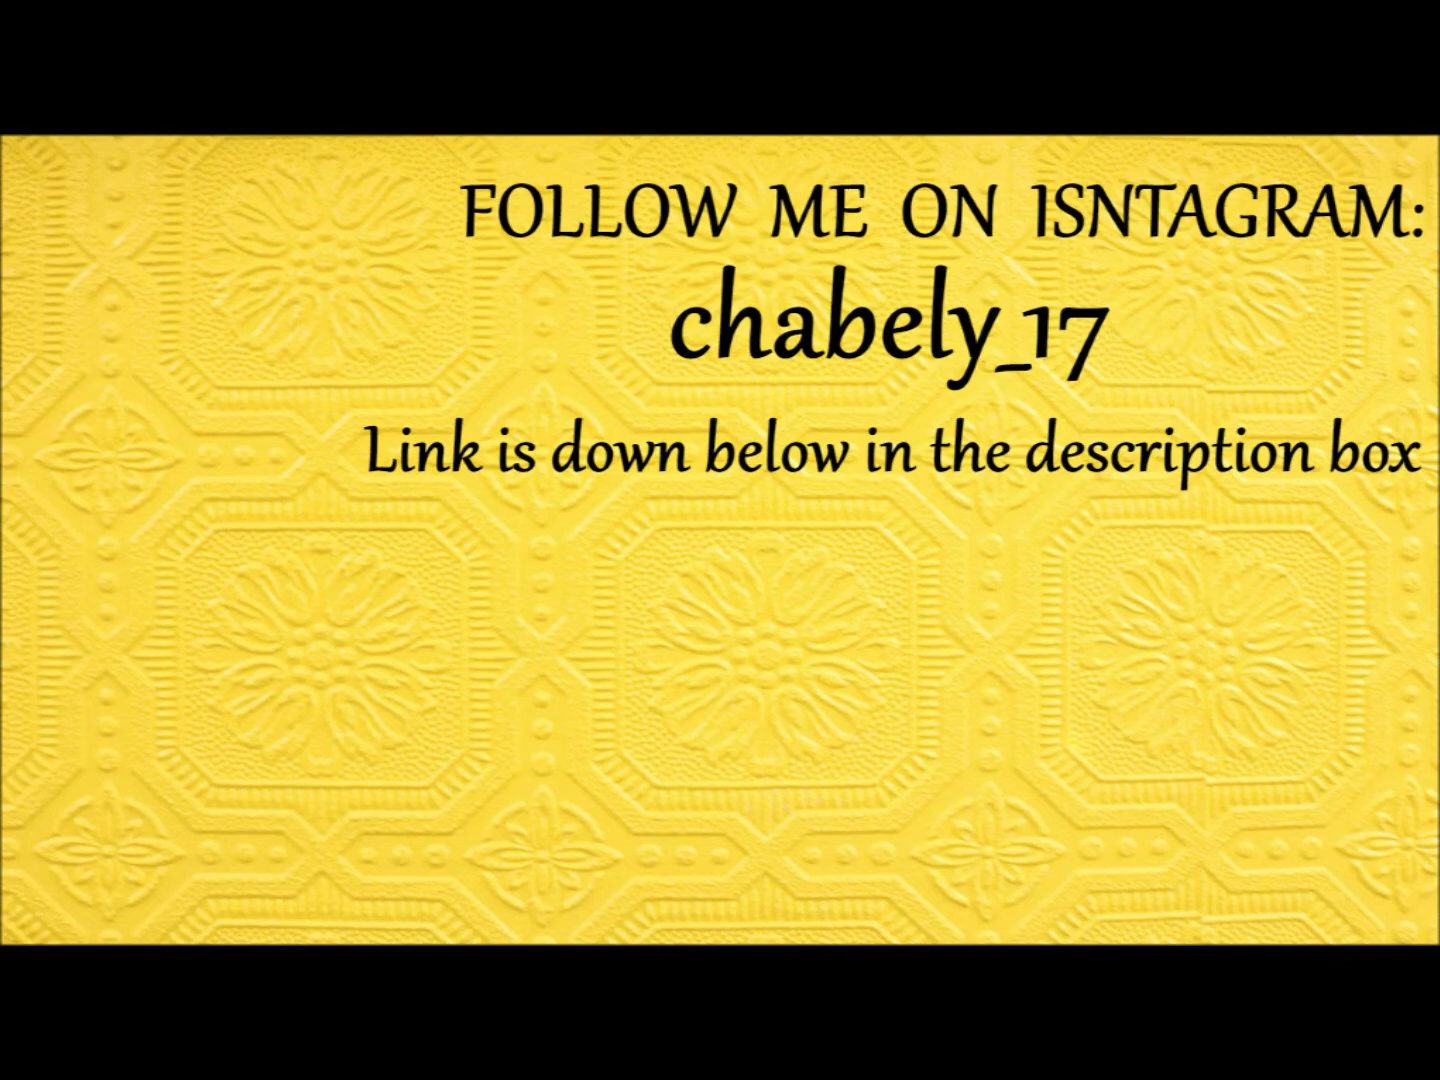 FOLLOW ME ON ISNTAGRAM:
chabely_17
Link is down below in the description box